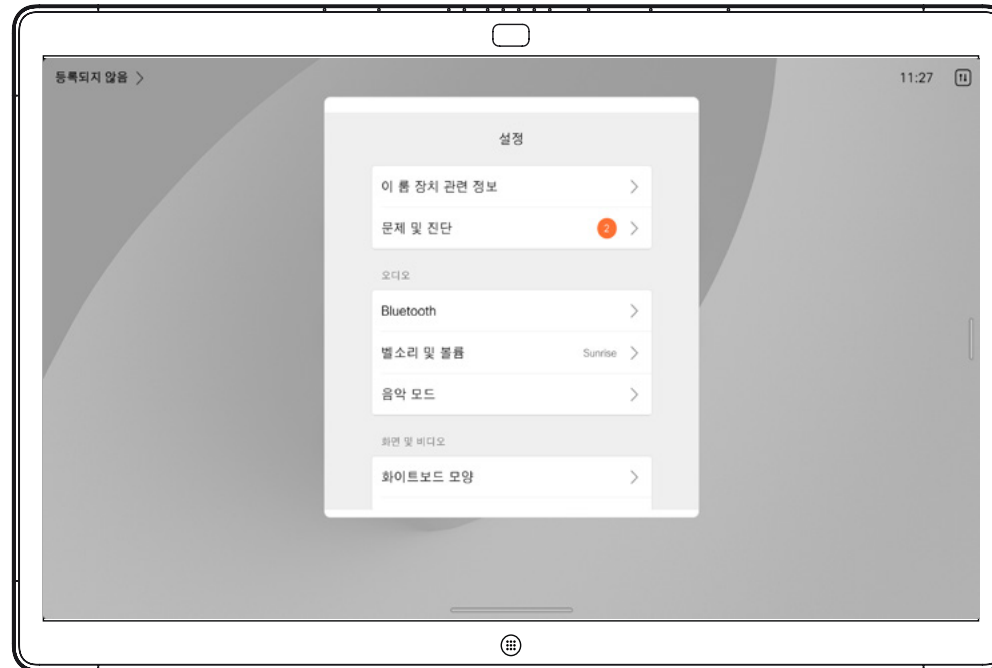 등록되지 않음
11:27
설정
이 룸 장치 관련 정보
문제 및 진단 2
오디오
Bluetooth
벨소리 및 볼륨 Sunrise
음악 모드
화면 및 비디오
화이트보드 모양